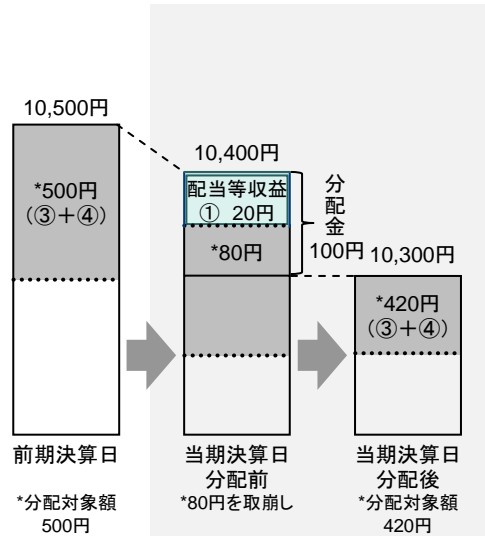 10,500円
*500円
(③+④)
10,400円
配当等収益
① 20円
*80円
分配金
100円
10,300円
*420円
(③+④)
前期決算日
*分配対象額
500円
当期決算日
分配前
*80円を取崩し
当期決算日
分配後
*分配対象額
420円